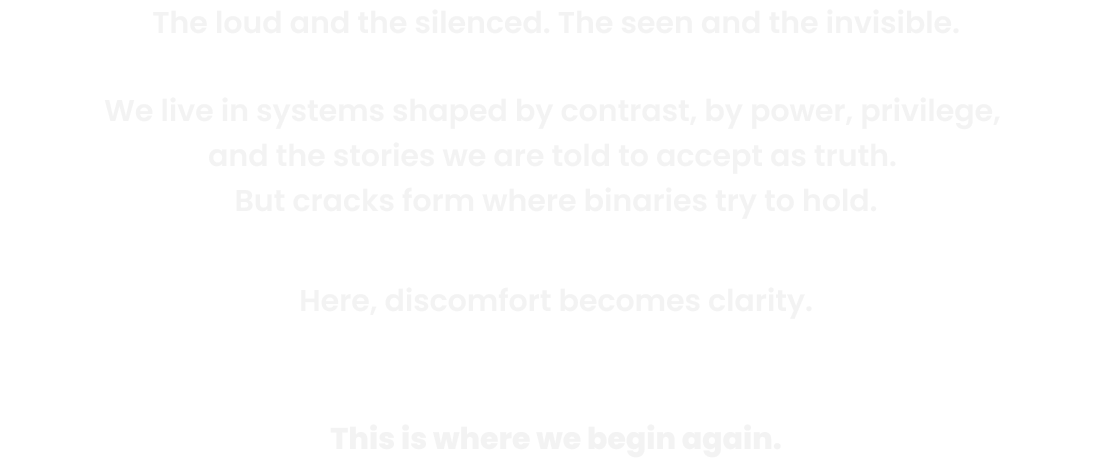 The loud and the silenced. The seen and the invisible.
We live in systems shaped by contrast, by power, privilege,
and the stories we are told to accept as truth.
But cracks form where binaries try to hold.
Here, discomfort becomes clarity.
This is where we begin again.